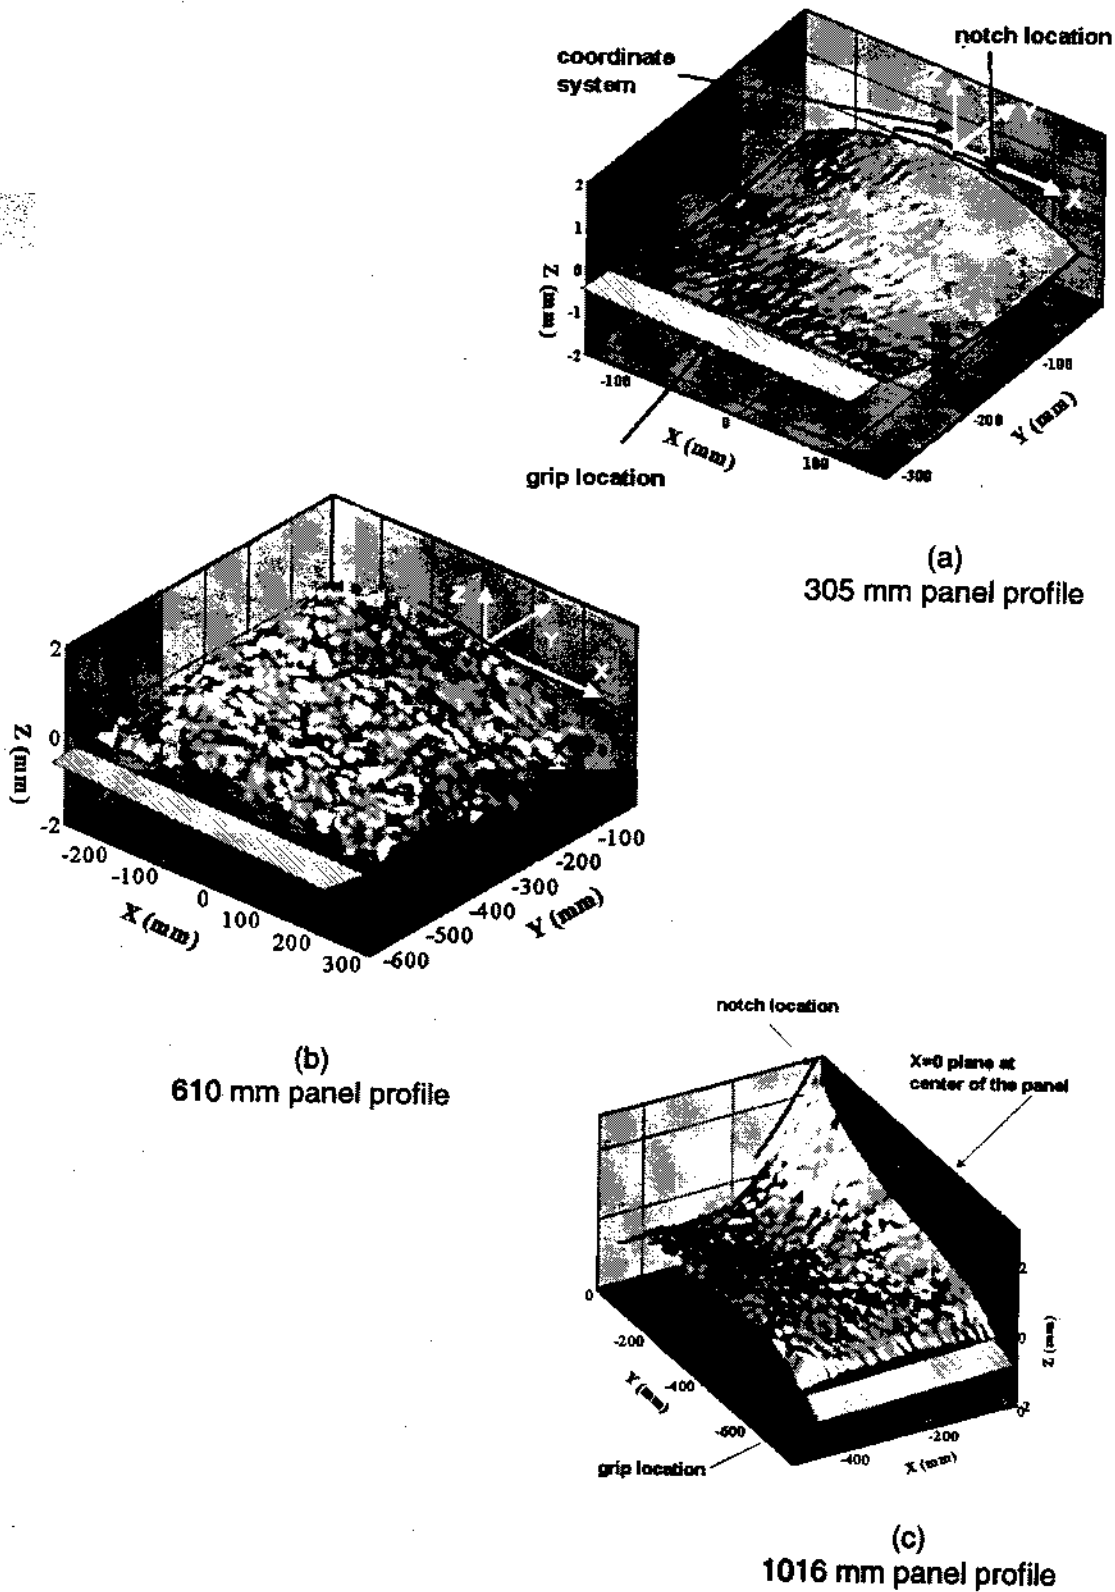 notch location
coordinate
system
Z
Y
X
2
1
0
-1
-2
Z (mm)
-100
0
100
X (mm)
-100
-200
-300
Y (mm)
grip location
(a)
305 mm panel profile
Z
Y
X
2
0
-2
Z (mm)
-200
-100
0
100
200
300
X (mm)
-100
-200
-300
-400
-500
-600
Y (mm)
(b)
610 mm panel profile
notch location
X=0 plane at
center of the panel
0
-200
-400
-600
Y (mm)
2
0
-2
Z (mm)
0
-200
-400
X (mm)
grip location
(c)
1016 mm panel profile